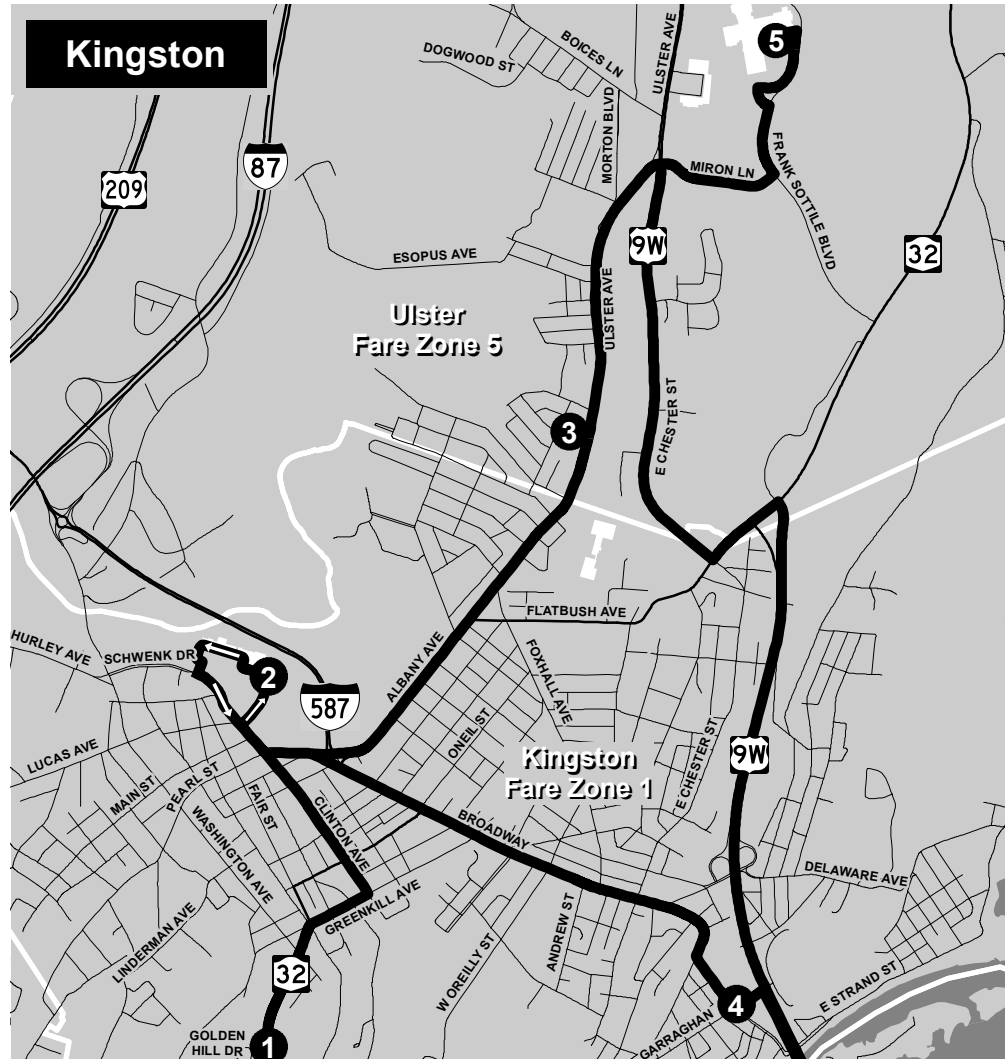 Kingston
5
DOGWOOD ST
BOICES LN
ULSTER AVE
MORTON BLVD
87
209
MIRON LN
FRANK SOTTILE BLVD
9W
32
ESOPUS AVE
ULSTER AVE
Ulster
Fare Zone 5
3
E CHESTER ST
FLATBUSH AVE
HURLEY AVE
SCHWENK DR
2
ALBANY AVE
FOXHALL AVE
587
ONEIL ST
E CHESTER ST
9W
Kingston
Fare Zone 1
LUCAS AVE
MAIN ST
PEARL ST
FAIR ST
CLINTON AVE
WASHINGTON AVE
BROADWAY
DELAWARE AVE
GREENKILL AVE
LINDERMAN AVE
ANDREW ST
W OREILLY ST
32
4
E STRAND ST
GARRAGHAN
GOLDEN
HILL DR
1